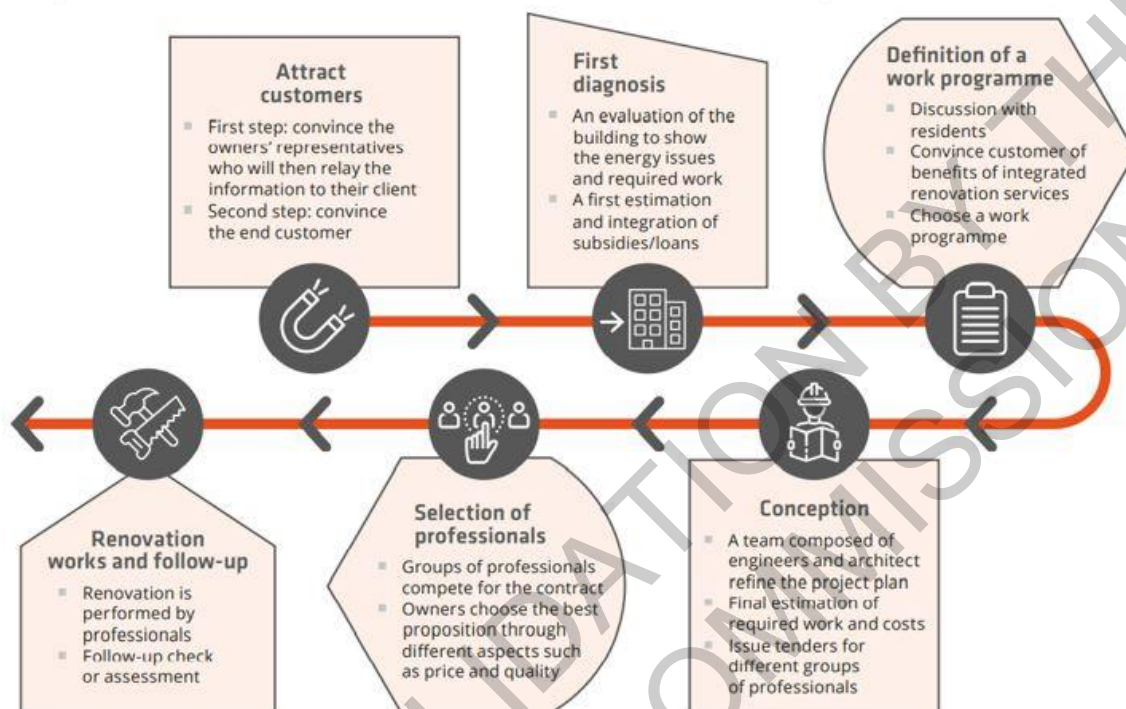 Attract
customers
First step: convince the
owners' representatives
who will then relay the
information to their client
Second step: convince
the end customer
First
diagnosis
An evaluation of the
building to show
the energy issues
and required work
A first estimation
and integration of
subsidies/loans
Definition of a
work programme
Discussion with
residents
Convince customer of
benefits of integrated
renovation services
Choose a work
programme
Renovation
works and follow-up
Renovation is
performed by
professionals
Follow-up check
or assessment
Selection of
professionals
Groups of professionals
compete for the contract
Owners choose the best
proposition through
different aspects such
as price and quality
Conception
A team composed of
engineers and architect
refine the project plan
Final estimation of
required work and costs
Issue tenders for
different groups
of professionals